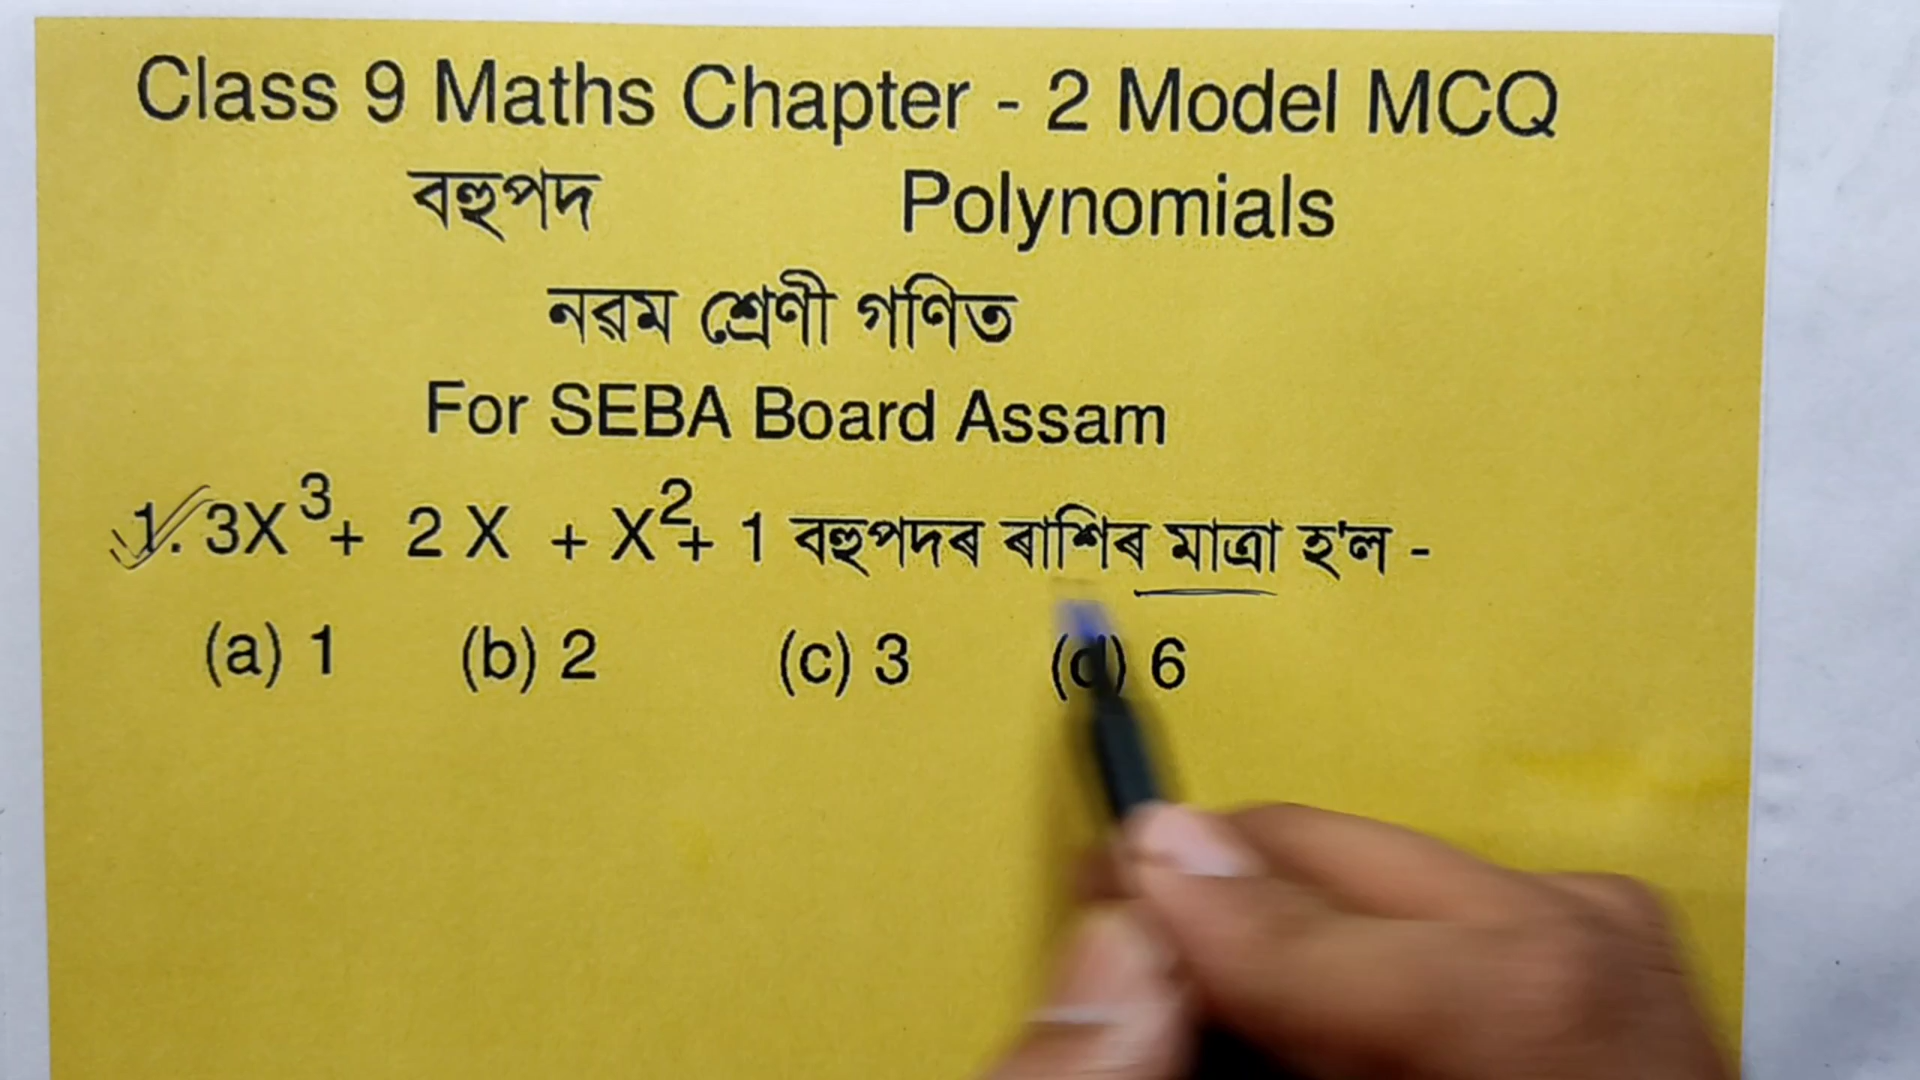 Class 9 Maths Chapter - 2 Model MCQ
বহুপদ Polynomials
নৱম শ্ৰেণী গণিত
For SEBA Board Assam
1. 3X³ + 2 X + X² + 1 বহুপদৰ ৰাশিৰ মাত্ৰা হ'ল -
(a) 1 (b) 2 (c) 3 (d) 6